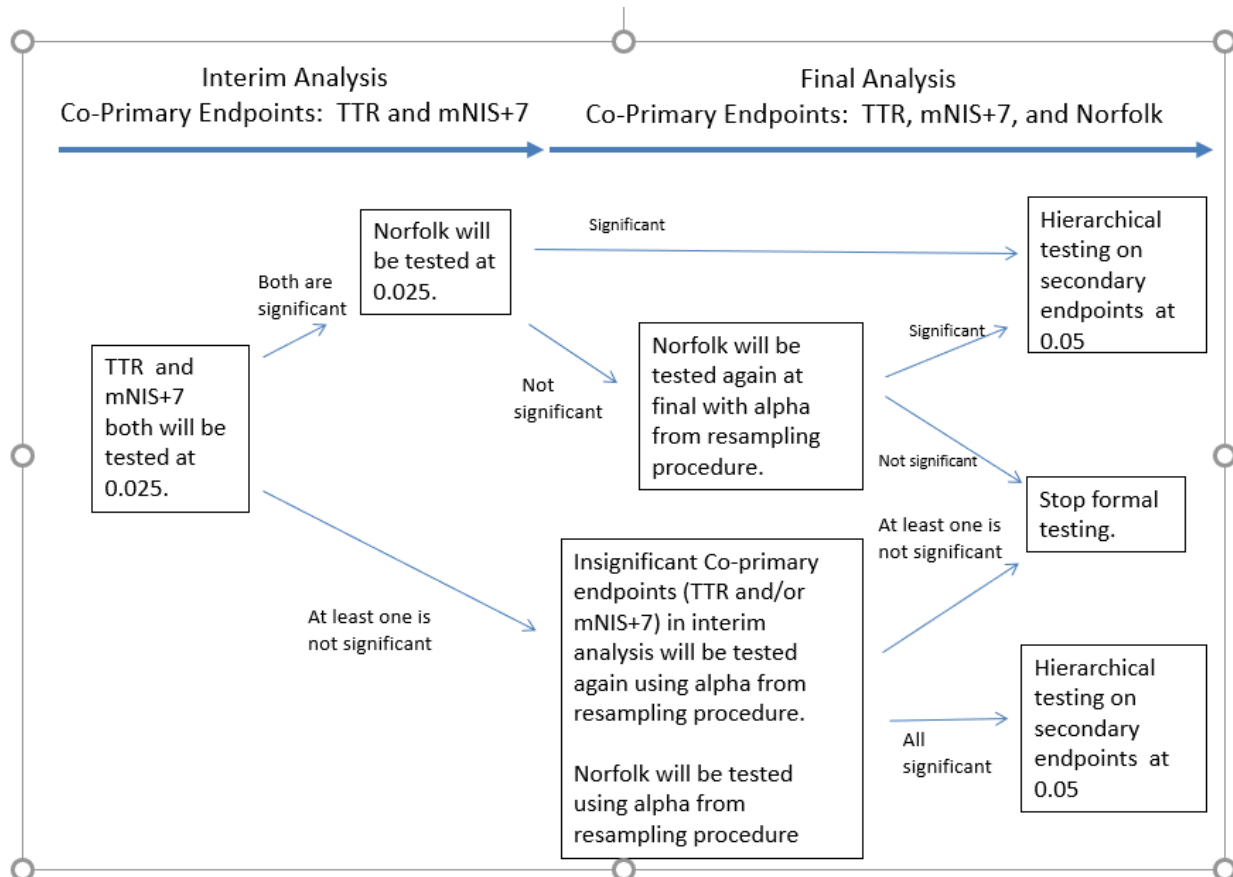 Interim Analysis
Co-Primary Endpoints:  TTR and mNIS+7
Final Analysis
Co-Primary Endpoints:  TTR, mNIS+7, and Norfolk
TTR  and
mNIS+7
both will be
tested at
0.025.
Both are
significant
Norfolk will
be tested at
0.025.
Significant
Hierarchical
testing on
secondary
endpoints  at
0.05
Not
significant
Norfolk will be
tested again at
final with alpha
from resampling
procedure.
Significant
Not significant
Stop formal
testing.
At least one is
not significant
Insignificant Co-primary
endpoints (TTR and/or
mNIS+7) in interim
analysis will be tested
again using alpha from
resampling procedure.
Norfolk will be tested
using alpha from
resampling procedure
At least one is
not significant
All
significant
Hierarchical
testing on
secondary
endpoints  at
0.05